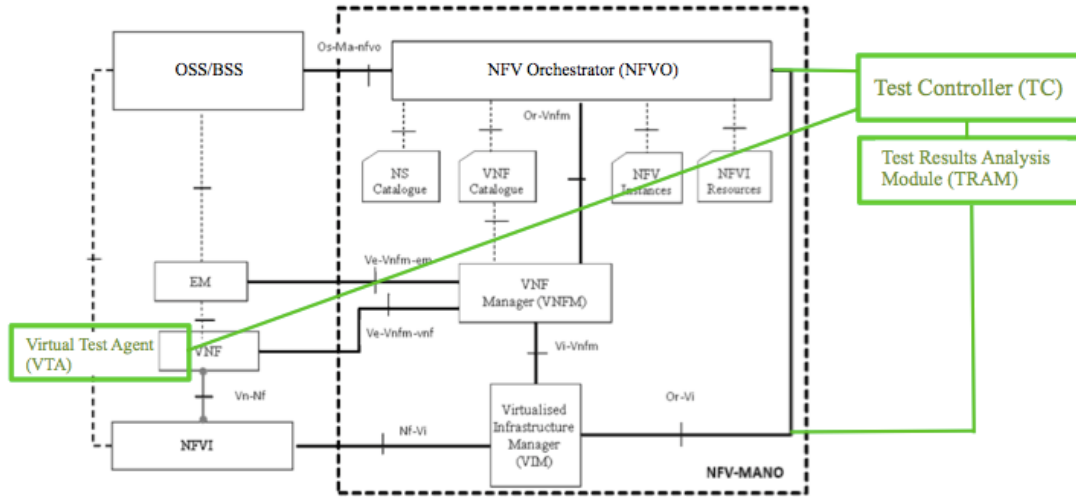 Os-Ma-nfvo
OSS/BSS
NFV Orchestrator (NFVO)
Test Controller (TC)
Or-Vnfm
NS
Catalogue
VNF
Catalogue
NFV
Instances
NFVI
Resources
Test Results Analysis
Module (TRAM)
Ve-Vnfm-em
EM
VNF
Manager (VNFM)
Virtual Test Agent
(VTA)
VNF
Ve-Vnfm-vnf
Vi-Vnfm
Vn-Nf
Or-Vi
Virtualised
Infrastructure
Manager
(VIM)
NFVI
Nf-Vi
NFV-MANO